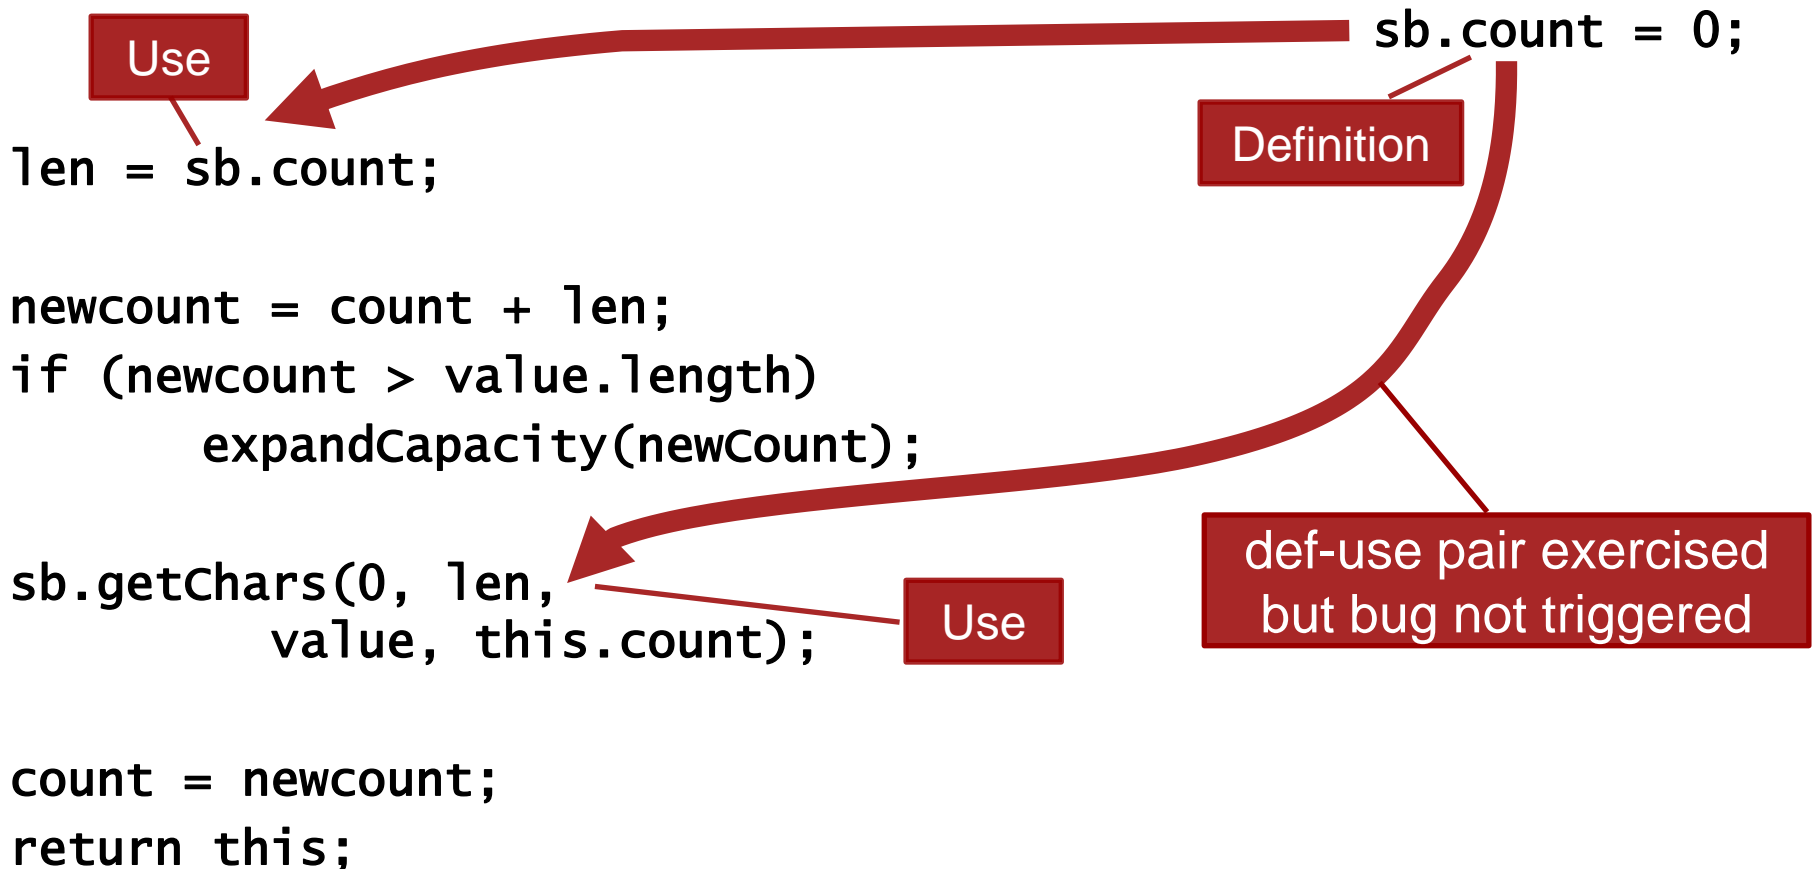 Use
sb.count = 0;
Definition
len = sb.count;
newcount = count + len;
if (newcount > value.length)
expandCapacity(newCount);
def-use pair exercised
but bug not triggered
sb.getChars(0, len,
value, this.count);
Use
count = newcount;
return this;